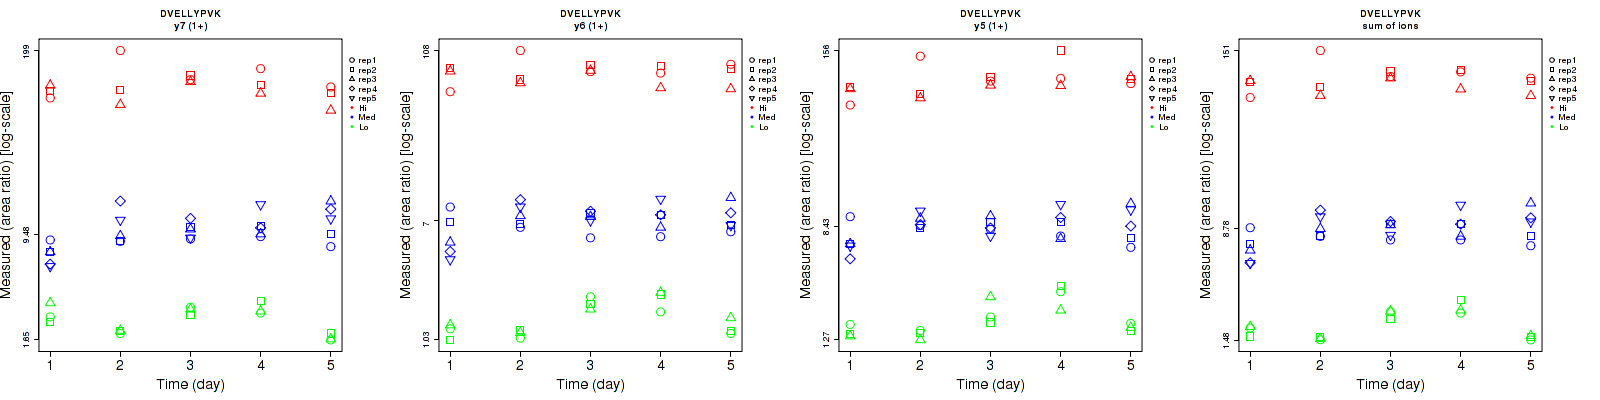 DVELLYPVK
y7 (1+)
Measured (area ratio) [log-scale]
199
9.48
1.65
1 2 3 4 5
Time (day)
rep1
rep2
rep3
rep4
rep5
Hi
Med
Lo
DVELLYPVK
y6 (1+)
Measured (area ratio) [log-scale]
108
7
1.03
1 2 3 4 5
Time (day)
rep1
rep2
rep3
rep4
rep5
Hi
Med
Lo
DVELLYPVK
y5 (1+)
Measured (area ratio) [log-scale]
156
8.43
1.27
1 2 3 4 5
Time (day)
rep1
rep2
rep3
rep4
rep5
Hi
Med
Lo
DVELLYPVK
sum of ions
Measured (area ratio) [log-scale]
151
8.78
1.48
1 2 3 4 5
Time (day)
rep1
rep2
rep3
rep4
rep5
Hi
Med
Lo